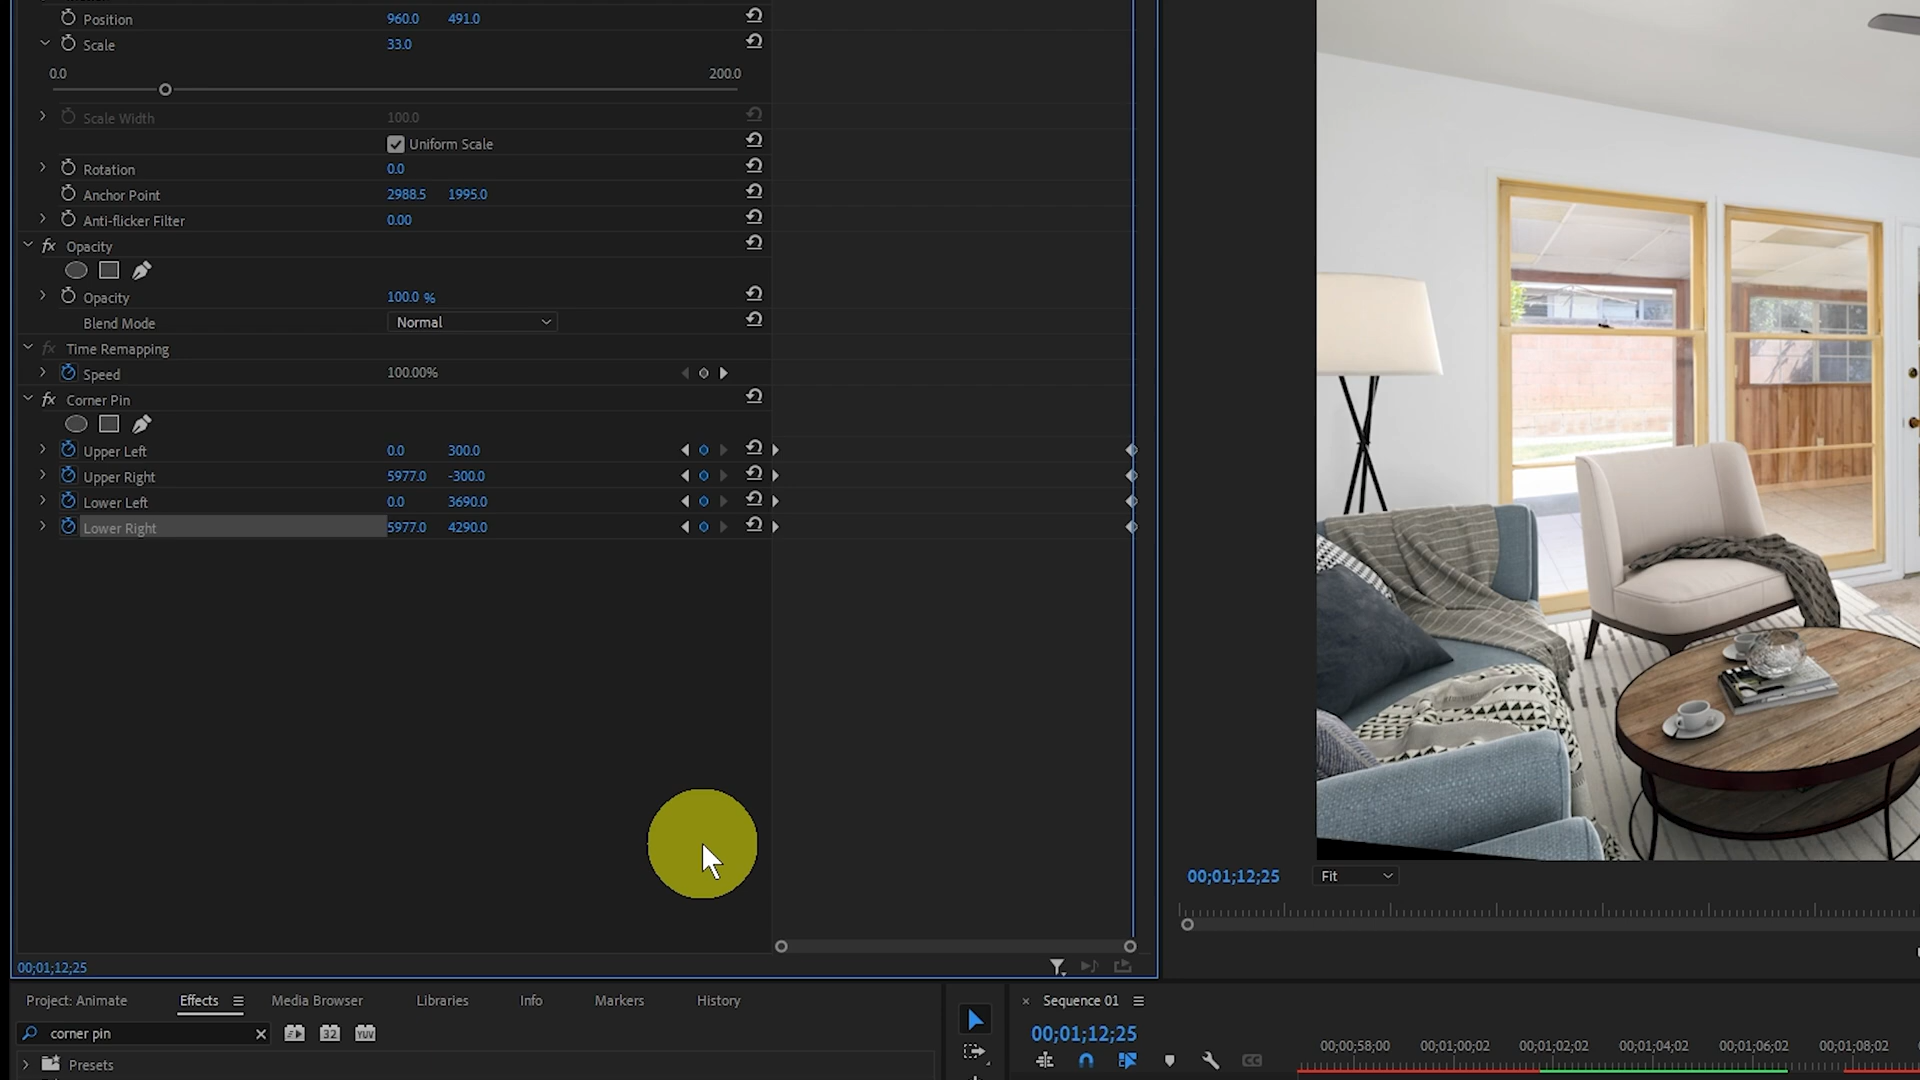 Position 960.0 491.0
Scale 33.0
0.0 200.0
Scale Width 100.0
Uniform Scale
Rotation 0.0
Anchor Point 2988.5 1995.0
Anti-flicker Filter 0.00
fx Opacity
Opacity 100.0 %
Blend Mode Normal
fx Time Remapping
Speed 100.00%
fx Corner Pin
Upper Left 0.0 300.0
Upper Right 5977.0 -300.0
Lower Left 0.0 3690.0
Lower Right 5977.0 4290.0
00;01;12;25 Fit
00;01;12;25
Project: Animate Effects Media Browser Libraries Info Markers History
corner pin 32 YUV
Presets
× Sequence 01
00;01;12;25
CC
00;00;58;00 00;01;00;02 00;01;02;02 00;01;04;02 00;01;06;02 00;01;08;02